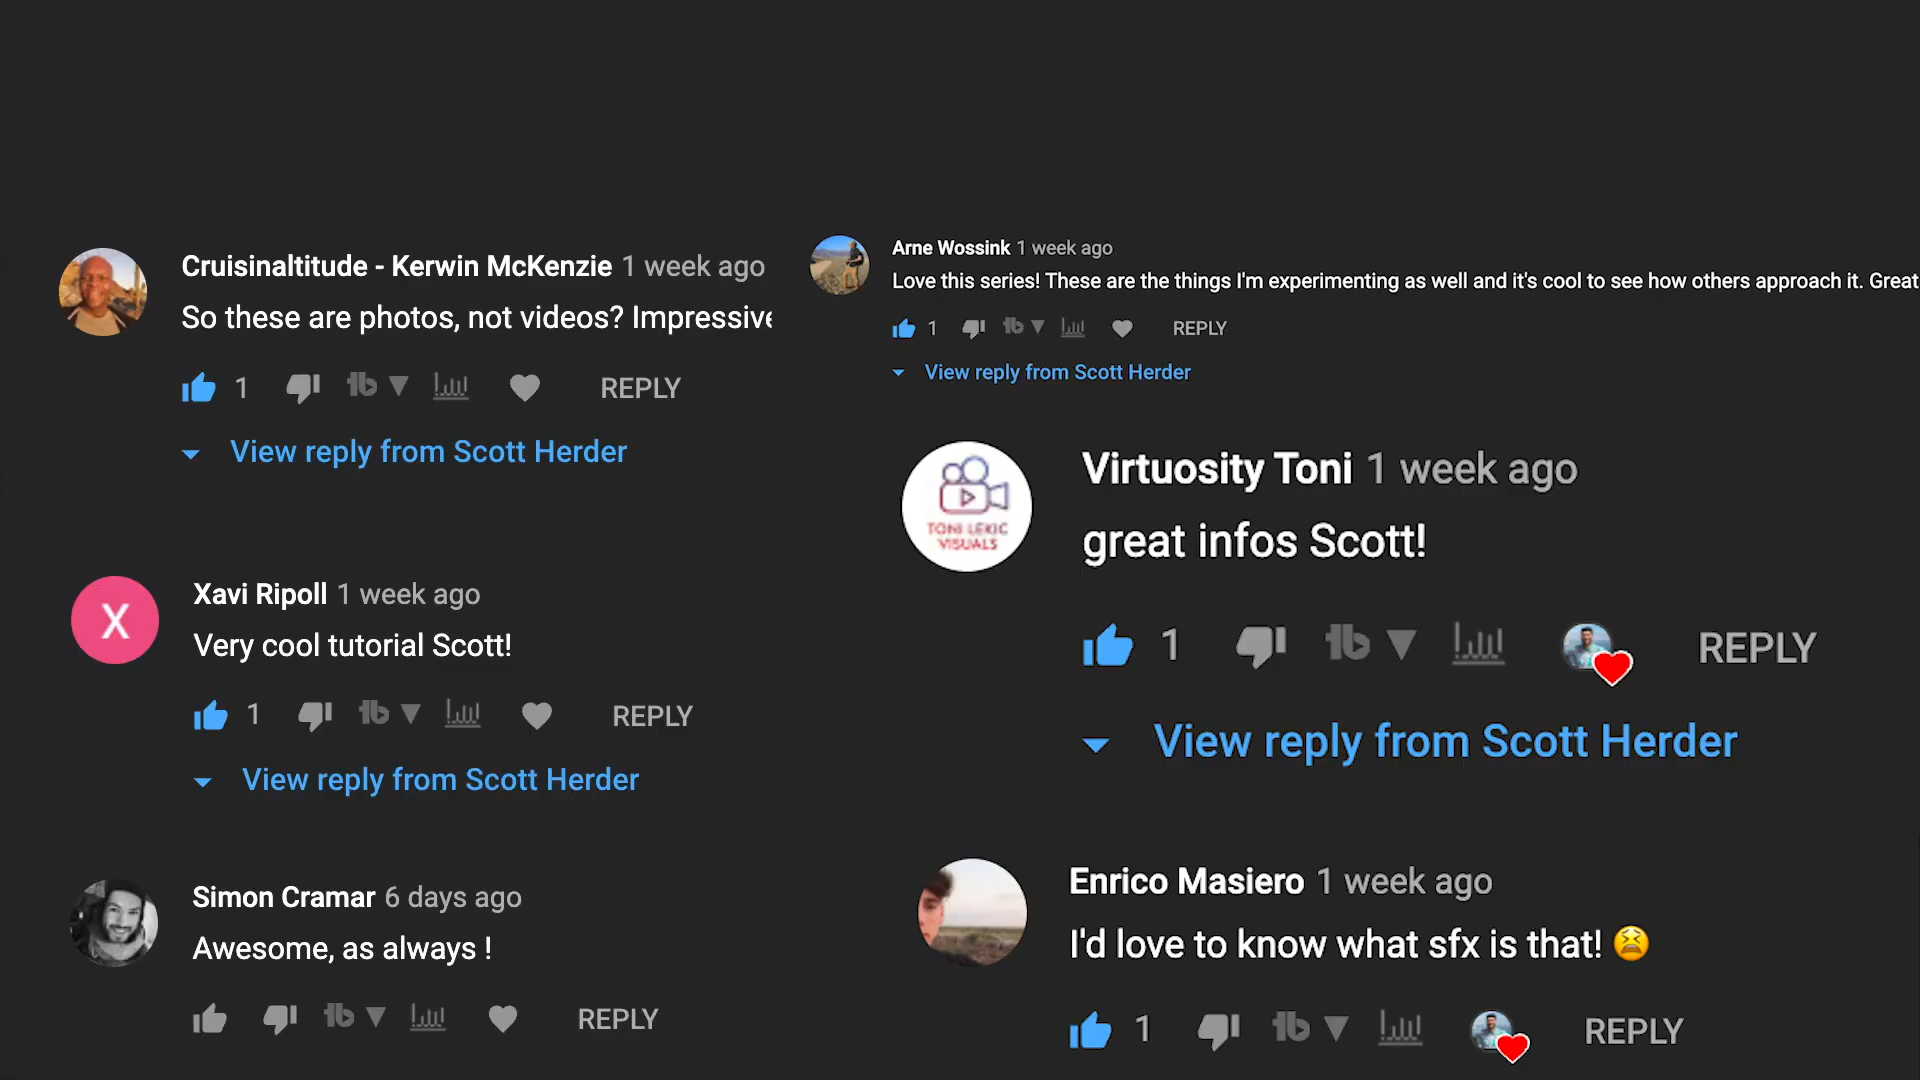 Cruisinaltitude - Kerwin McKenzie 1 week ago
So these are photos, not videos? Impressive
1
REPLY
View reply from Scott Herder
Xavi Ripoll 1 week ago
Very cool tutorial Scott!
1
REPLY
View reply from Scott Herder
Simon Cramar 6 days ago
Awesome, as always !
REPLY
Arne Wossink 1 week ago
Love this series! These are the things I'm experimenting as well and it's cool to see how others approach it. Great
1
REPLY
View reply from Scott Herder
TONI LEKIC
VISUALS
Virtuosity Toni 1 week ago
great infos Scott!
1
REPLY
View reply from Scott Herder
Enrico Masiero 1 week ago
I'd love to know what sfx is that! 😫
1
REPLY